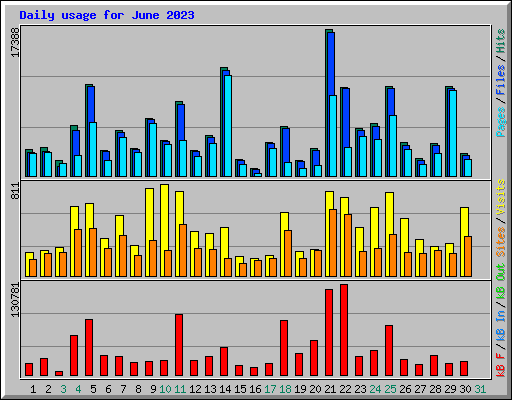 Daily usage for June 2023
17388
Pages / Files / Hits
811
Sites / Visits
130781
kB F / kB In / kB Out
1 2 3 4 5 6 7 8 9 10 11 12 13 14 15 16 17 18 19 20 21 22 23 24 25 26 27 28 29 30 31